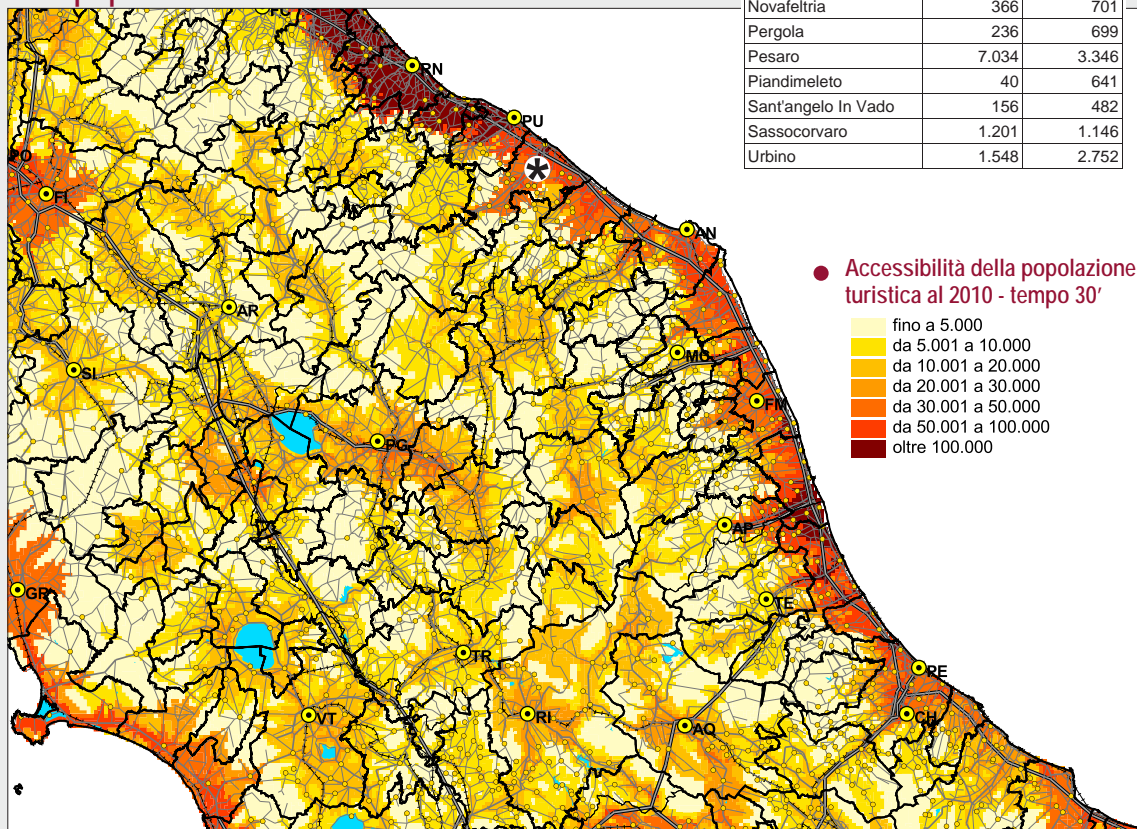 Novafeltria 366 701
Pergola 236 699
Pesaro 7.034 3.346
Piandimeleto 40 641
Sant'angelo In Vado 156 482
Sassocorvaro 1.201 1.146
Urbino 1.548 2.752
RN
PU
*
PO
FI
AN
Accessibilità della popolazione
turistica al 2010 - tempo 30'
fino a 5.000
da 5.001 a 10.000
da 10.001 a 20.000
da 20.001 a 30.000
da 30.001 a 50.000
da 50.001 a 100.000
oltre 100.000
AR
MC
SI
FM
PG
AP
GR
TE
TR
PE
VT
RI
AQ
CH